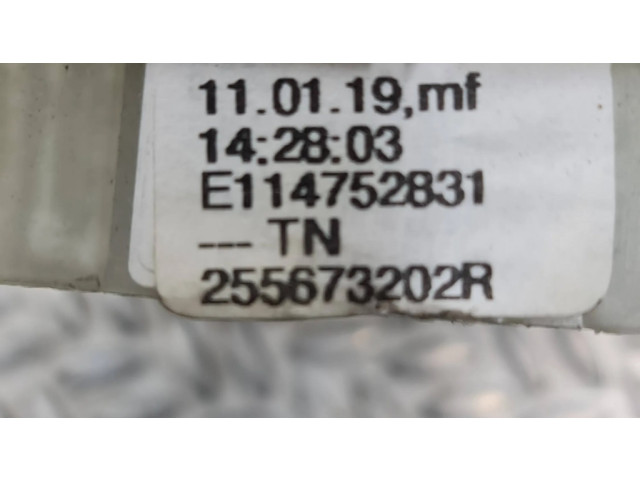 11.01.19,mf
14:28:03
E114752831
--- TN
255673202R